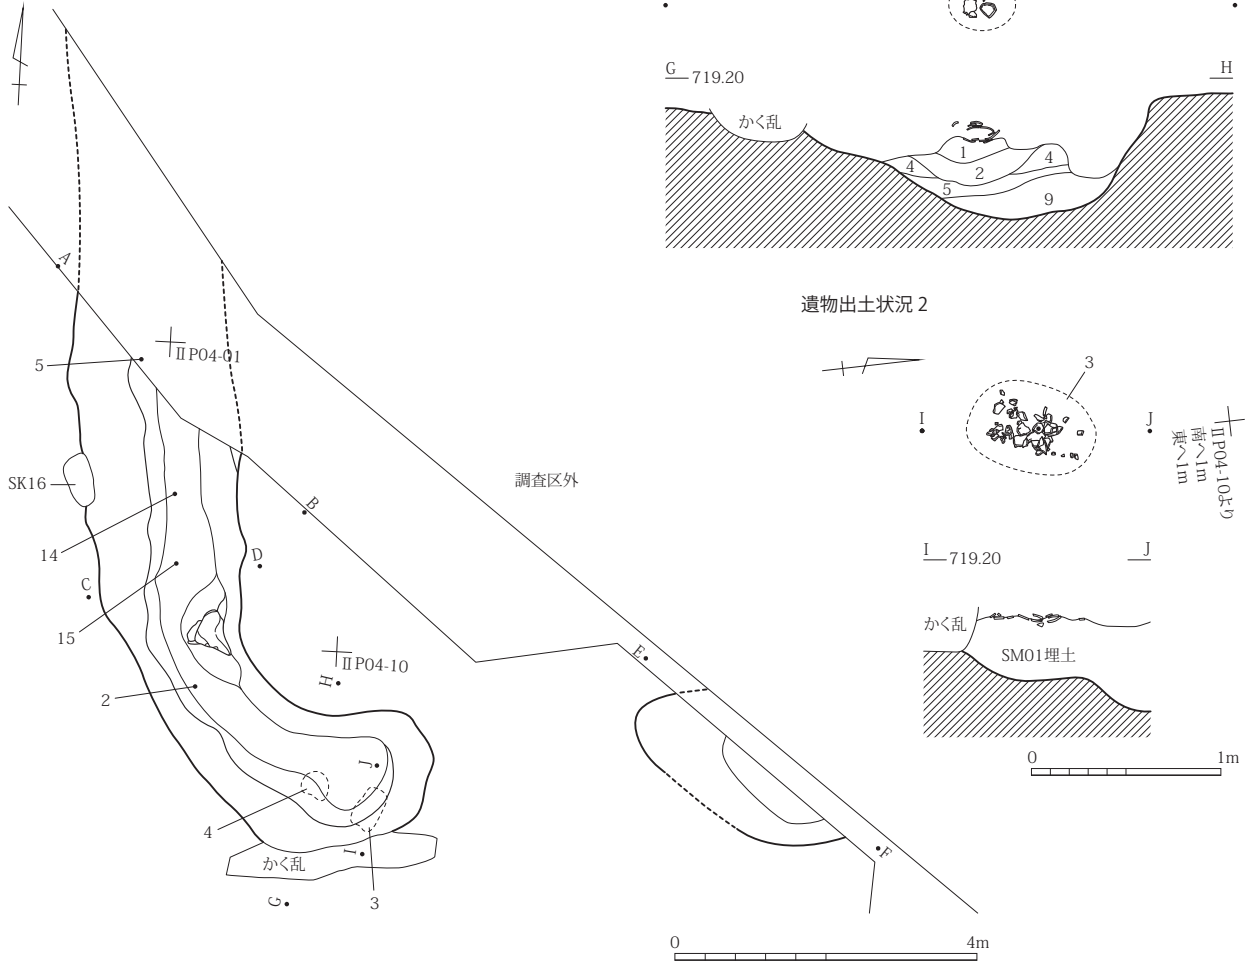 G
719.20
H
かく乱
1
4
4
2
5
9
遺物出土状況 2
A
ⅡP04-01
5
3
I
J
ⅡP04-10より
南へ1m
東へ1m
SK16
調査区外
B
14
D
C
I
719.20
J
15
かく乱
SM01埋土
E
ⅡP04-10
H
2
0
1m
J
4
F
かく乱
I
G
3
0
4m